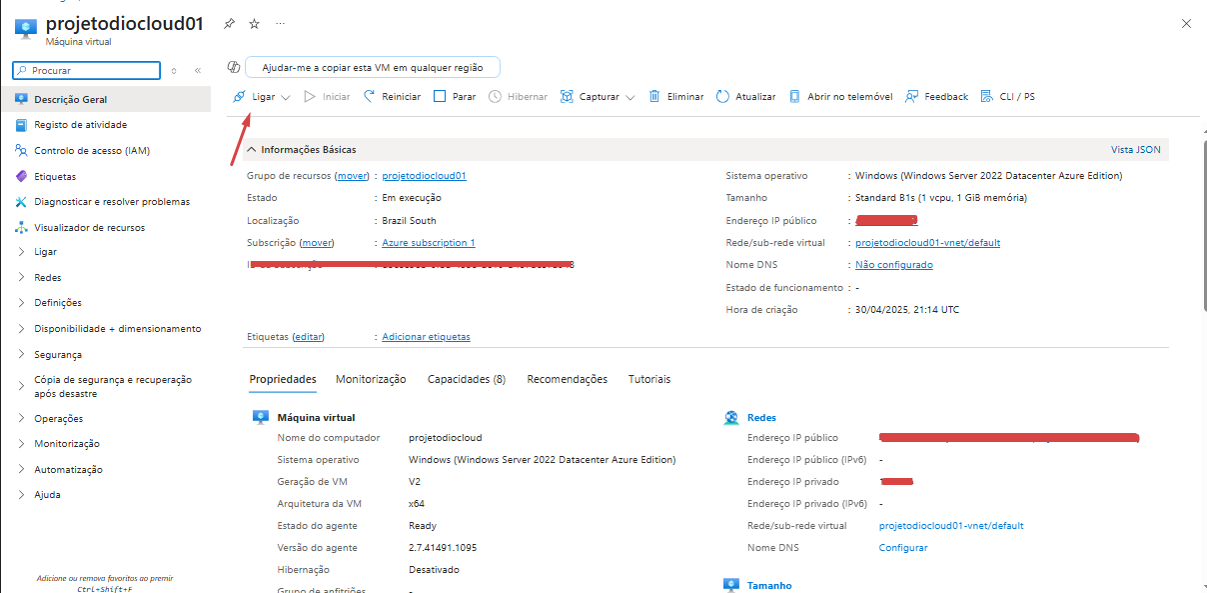 projetodiocloud01
Máquina virtual
Procurar
Ajudar-me a copiar esta VM em qualquer região
Ligar Iniciar Reiniciar Parar Hibernar Capturar Eliminar Atualizar Abrir no telemóvel Feedback CLI / PS
Descrição Geral
Registo de atividade
Controlo de acesso (IAM)
Etiquetas
Diagnosticar e resolver problemas
Visualizador de recursos
Ligar
Redes
Definições
Disponibilidade + dimensionamento
Segurança
Cópia de segurança e recuperação
após desastre
Operações
Monitorização
Automatização
Ajuda
Adicione ou remova favoritos ao premir
Ctrl+Shift+F
Informações Básicas Vista JSON
Grupo de recursos (mover) : projetodiocloud01
Estado : Em execução
Localização : Brazil South
Subscrição (mover) : Azure subscription 1
Etiquetas (editar) : Adicionar etiquetas
Sistema operativo : Windows (Windows Server 2022 Datacenter Azure Edition)
Tamanho : Standard B1s (1 vcpu, 1 GiB memória)
Endereço IP público :
Rede/sub-rede virtual : projetodiocloud01-vnet/default
Nome DNS : Não configurado
Estado de funcionamento : -
Hora de criação : 30/04/2025, 21:14 UTC
Propriedades Monitorização Capacidades (8) Recomendações Tutoriais
Máquina virtual
Nome do computador projetodiocloud
Sistema operativo Windows (Windows Server 2022 Datacenter Azure Edition)
Geração de VM V2
Arquitetura da VM x64
Estado do agente Ready
Versão do agente 2.7.41491.1095
Hibernação Desativado
Grupo de anfitriões -
Redes
Endereço IP público
Endereço IP público (IPv6) -
Endereço IP privado
Endereço IP privado (IPv6) -
Rede/sub-rede virtual projetodiocloud01-vnet/default
Nome DNS Configurar
Tamanho